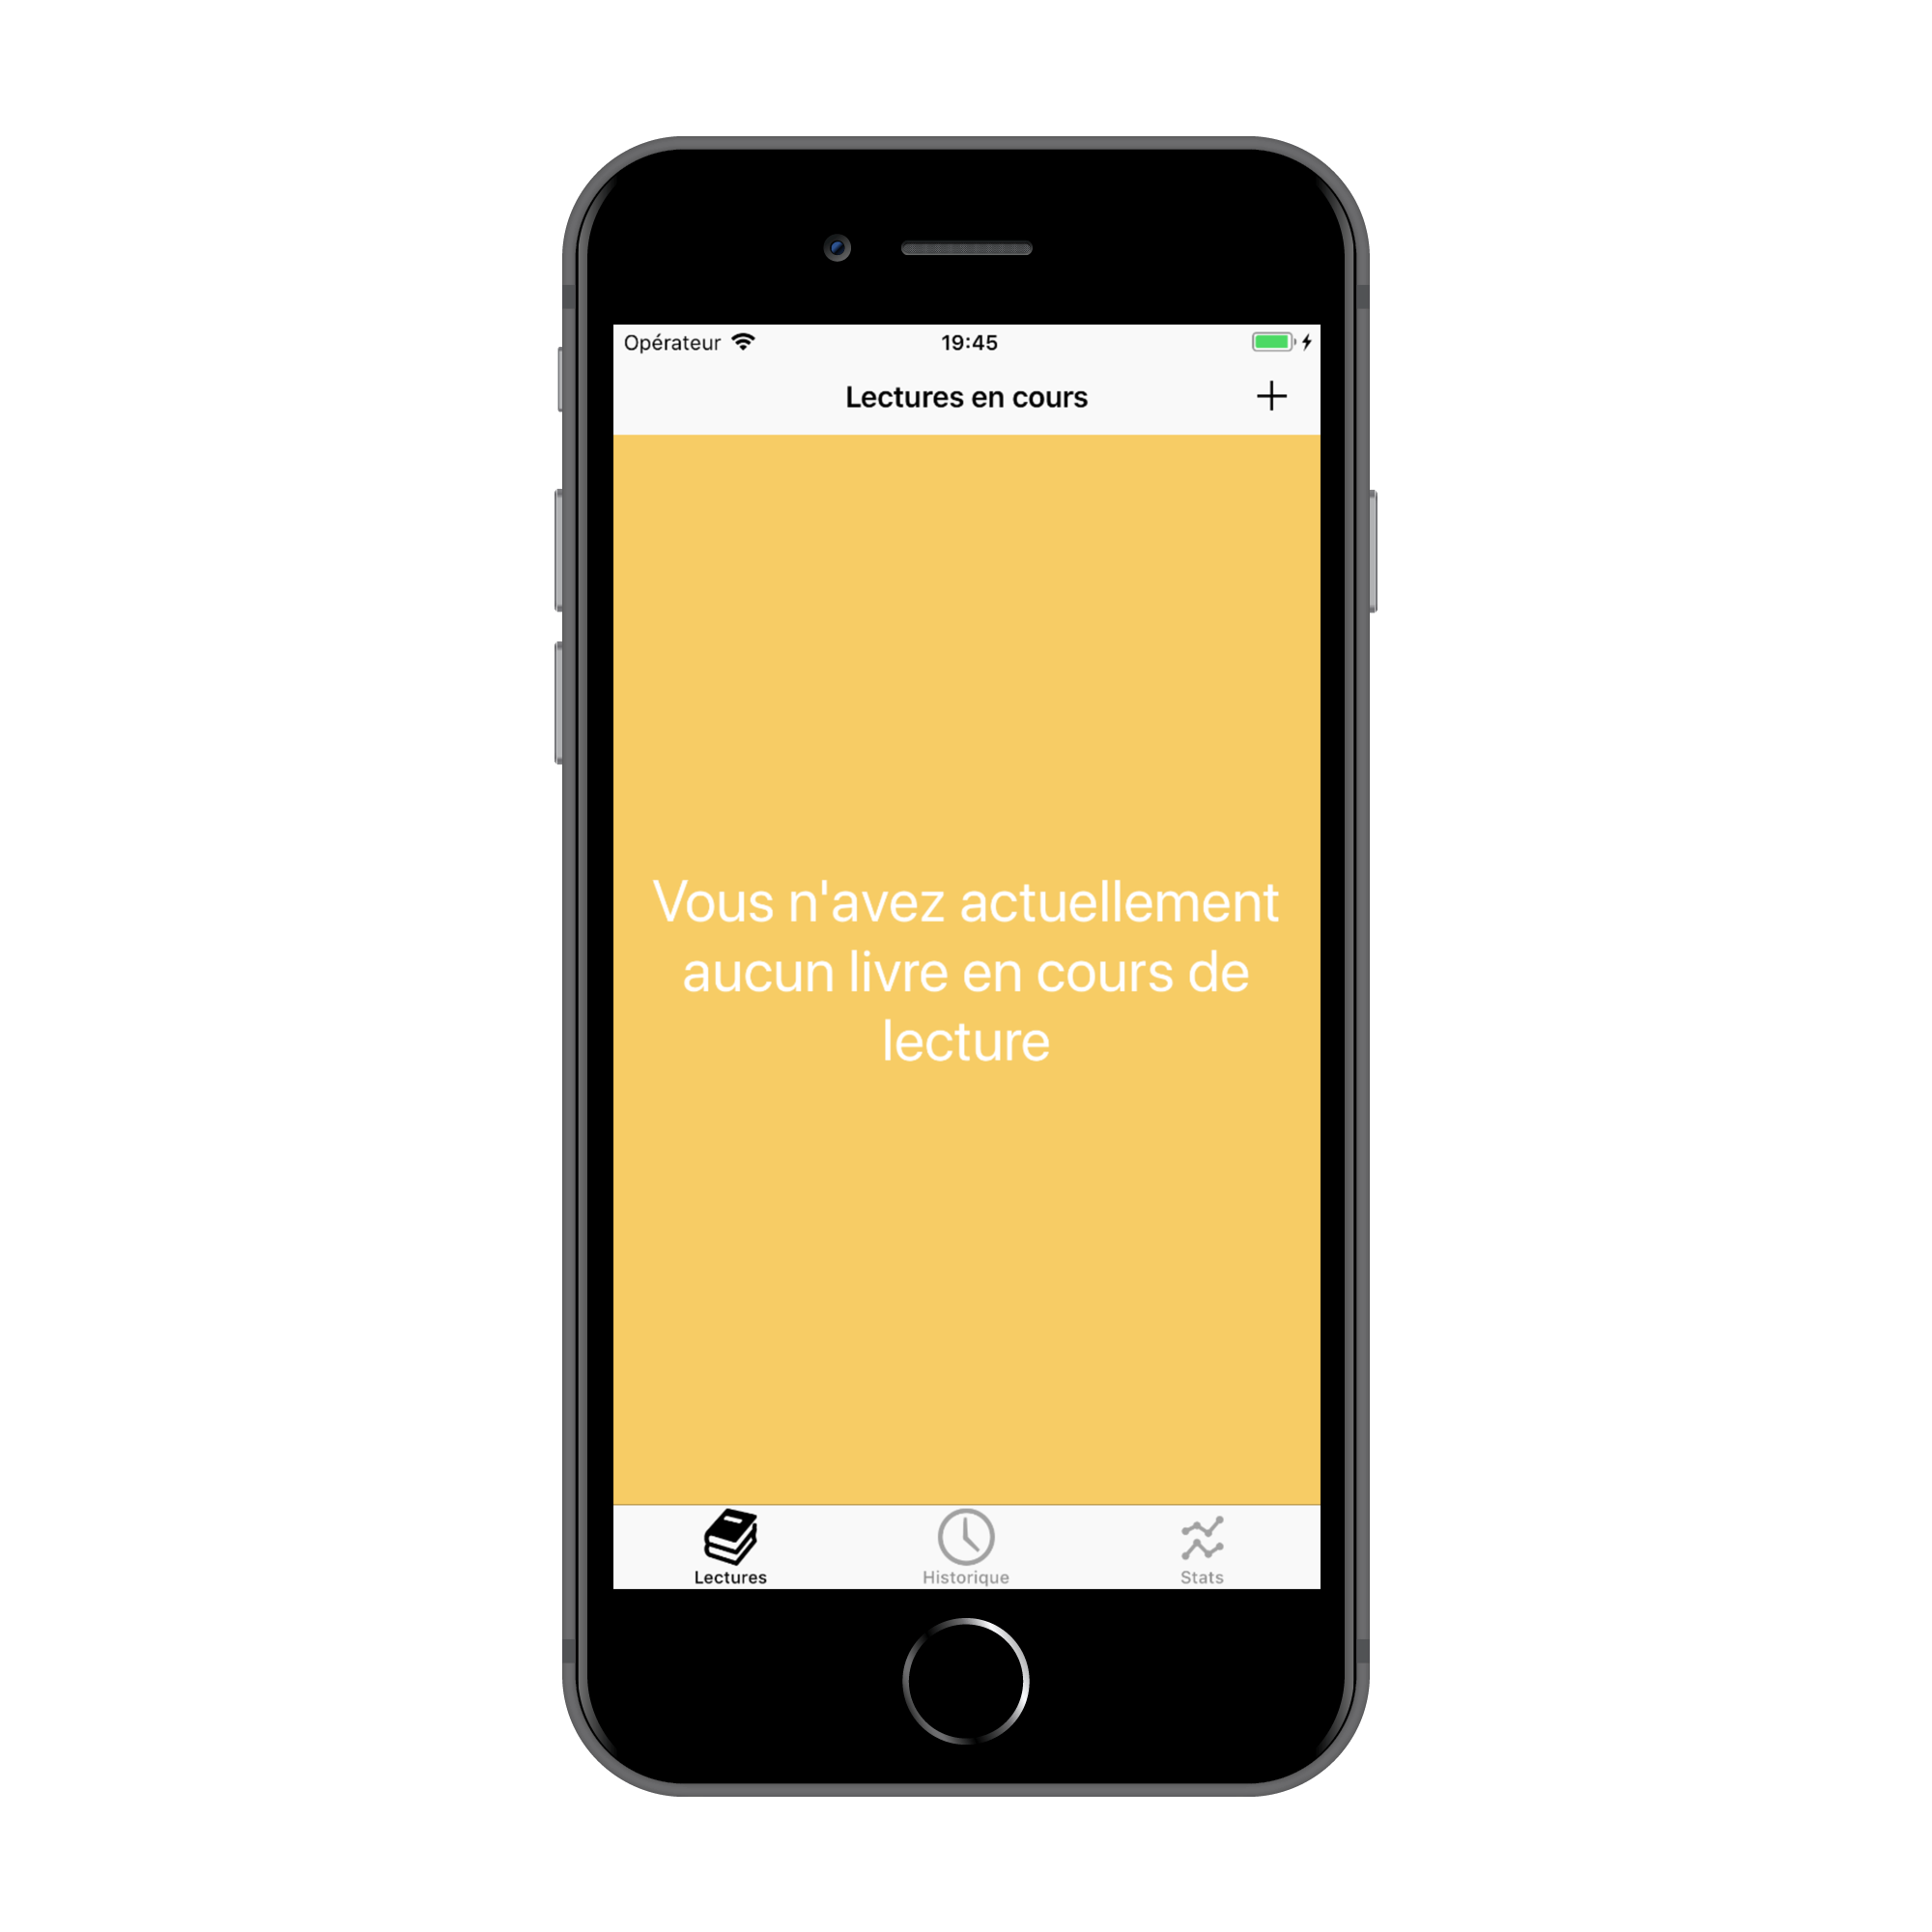 Opérateur 19:45
Lectures en cours
Vous n'avez actuellement
aucun livre en cours de
lecture
Lectures Historique Stats